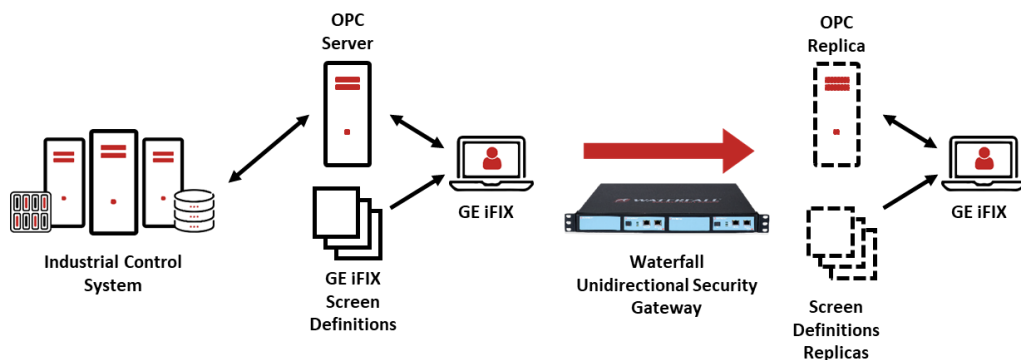 OPC
Server
OPC
Replica
GE iFIX
GE iFIX
WATERFALL
Industrial Control
System
GE iFIX
Screen
Definitions
Waterfall
Unidirectional Security
Gateway
Screen
Definitions
Replicas